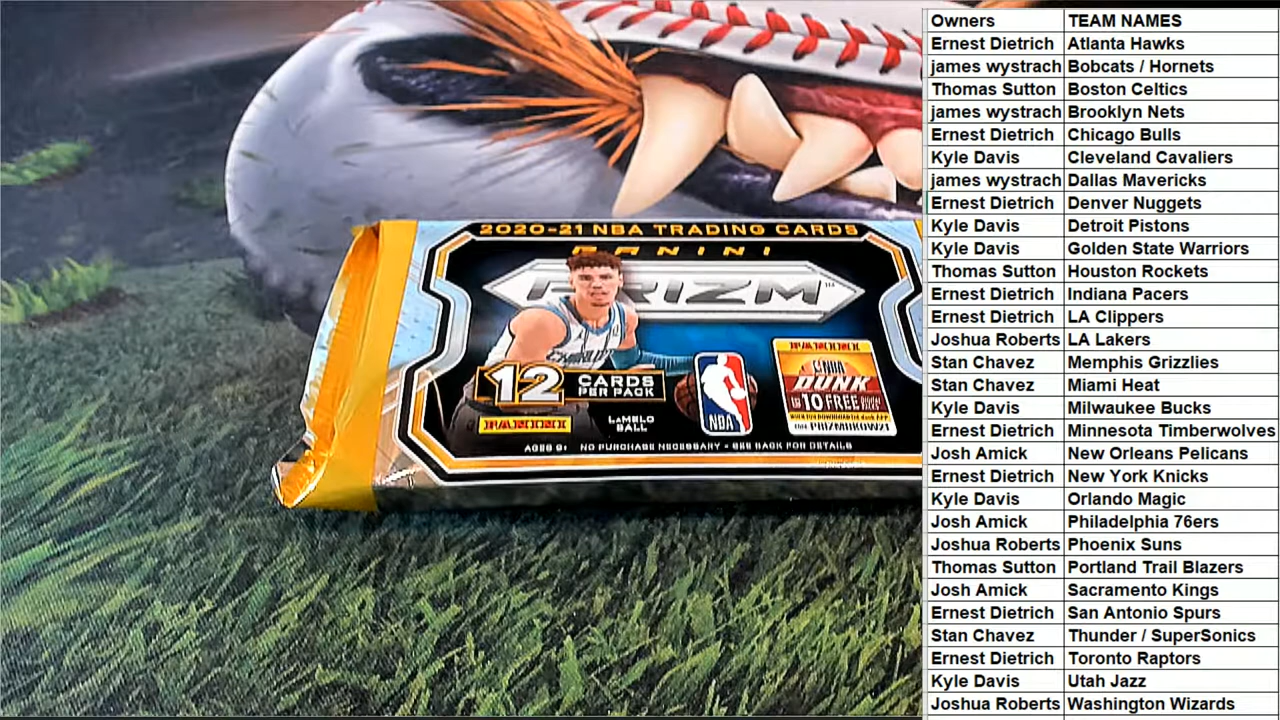 2020-21 NBA TRADING CARDS
PANINI
PRIZM
12 CARDS PER PACK
PANINI
LaMELO
BALL
NBA
PANINI
NBA
DUNK
10 FREE
AGES 9+ NO PURCHASE NECESSARY • SEE BACK FOR DETAILS
Owners TEAM NAMES
Ernest Dietrich Atlanta Hawks
james wystrach Bobcats / Hornets
Thomas Sutton Boston Celtics
james wystrach Brooklyn Nets
Ernest Dietrich Chicago Bulls
Kyle Davis Cleveland Cavaliers
james wystrach Dallas Mavericks
Ernest Dietrich Denver Nuggets
Kyle Davis Detroit Pistons
Kyle Davis Golden State Warriors
Thomas Sutton Houston Rockets
Ernest Dietrich Indiana Pacers
Ernest Dietrich LA Clippers
Joshua Roberts LA Lakers
Stan Chavez Memphis Grizzlies
Stan Chavez Miami Heat
Kyle Davis Milwaukee Bucks
Ernest Dietrich Minnesota Timberwolves
Josh Amick New Orleans Pelicans
Ernest Dietrich New York Knicks
Kyle Davis Orlando Magic
Josh Amick Philadelphia 76ers
Joshua Roberts Phoenix Suns
Thomas Sutton Portland Trail Blazers
Josh Amick Sacramento Kings
Ernest Dietrich San Antonio Spurs
Stan Chavez Thunder / SuperSonics
Ernest Dietrich Toronto Raptors
Kyle Davis Utah Jazz
Joshua Roberts Washington Wizards